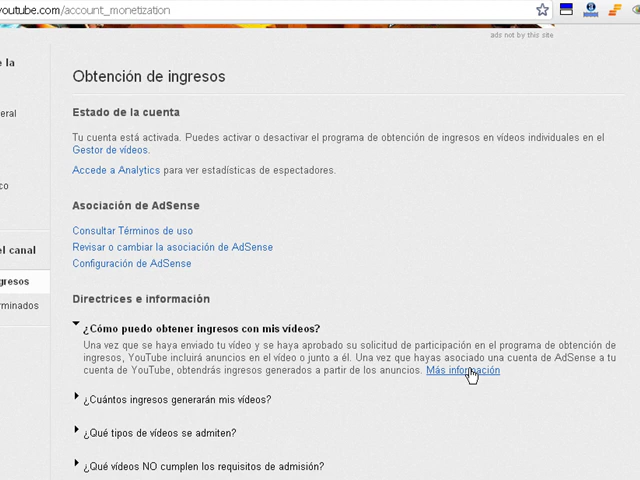 youtube.com/account_monetization
ads not by this site
e la
Obtención de ingresos
eral
Estado de la cuenta
Tu cuenta está activada. Puedes activar o desactivar el programa de obtención de ingresos en vídeos individuales en el
Gestor de vídeos.
Accede a Analytics para ver estadísticas de espectadores.
co
Asociación de AdSense
Consultar Términos de uso
el canal
Revisar o cambiar la asociación de AdSense
Configuración de AdSense
gresos
Directrices e información
rminados
¿Cómo puedo obtener ingresos con mis vídeos?
Una vez que se haya enviado tu vídeo y se haya aprobado su solicitud de participación en el programa de obtención de
ingresos, YouTube incluirá anuncios en el vídeo o junto a él. Una vez que hayas asociado una cuenta de AdSense a tu
cuenta de YouTube, obtendrás ingresos generados a partir de los anuncios. Más información
¿Cuántos ingresos generarán mis vídeos?
¿Qué tipos de vídeos se admiten?
¿Qué vídeos NO cumplen los requisitos de admisión?